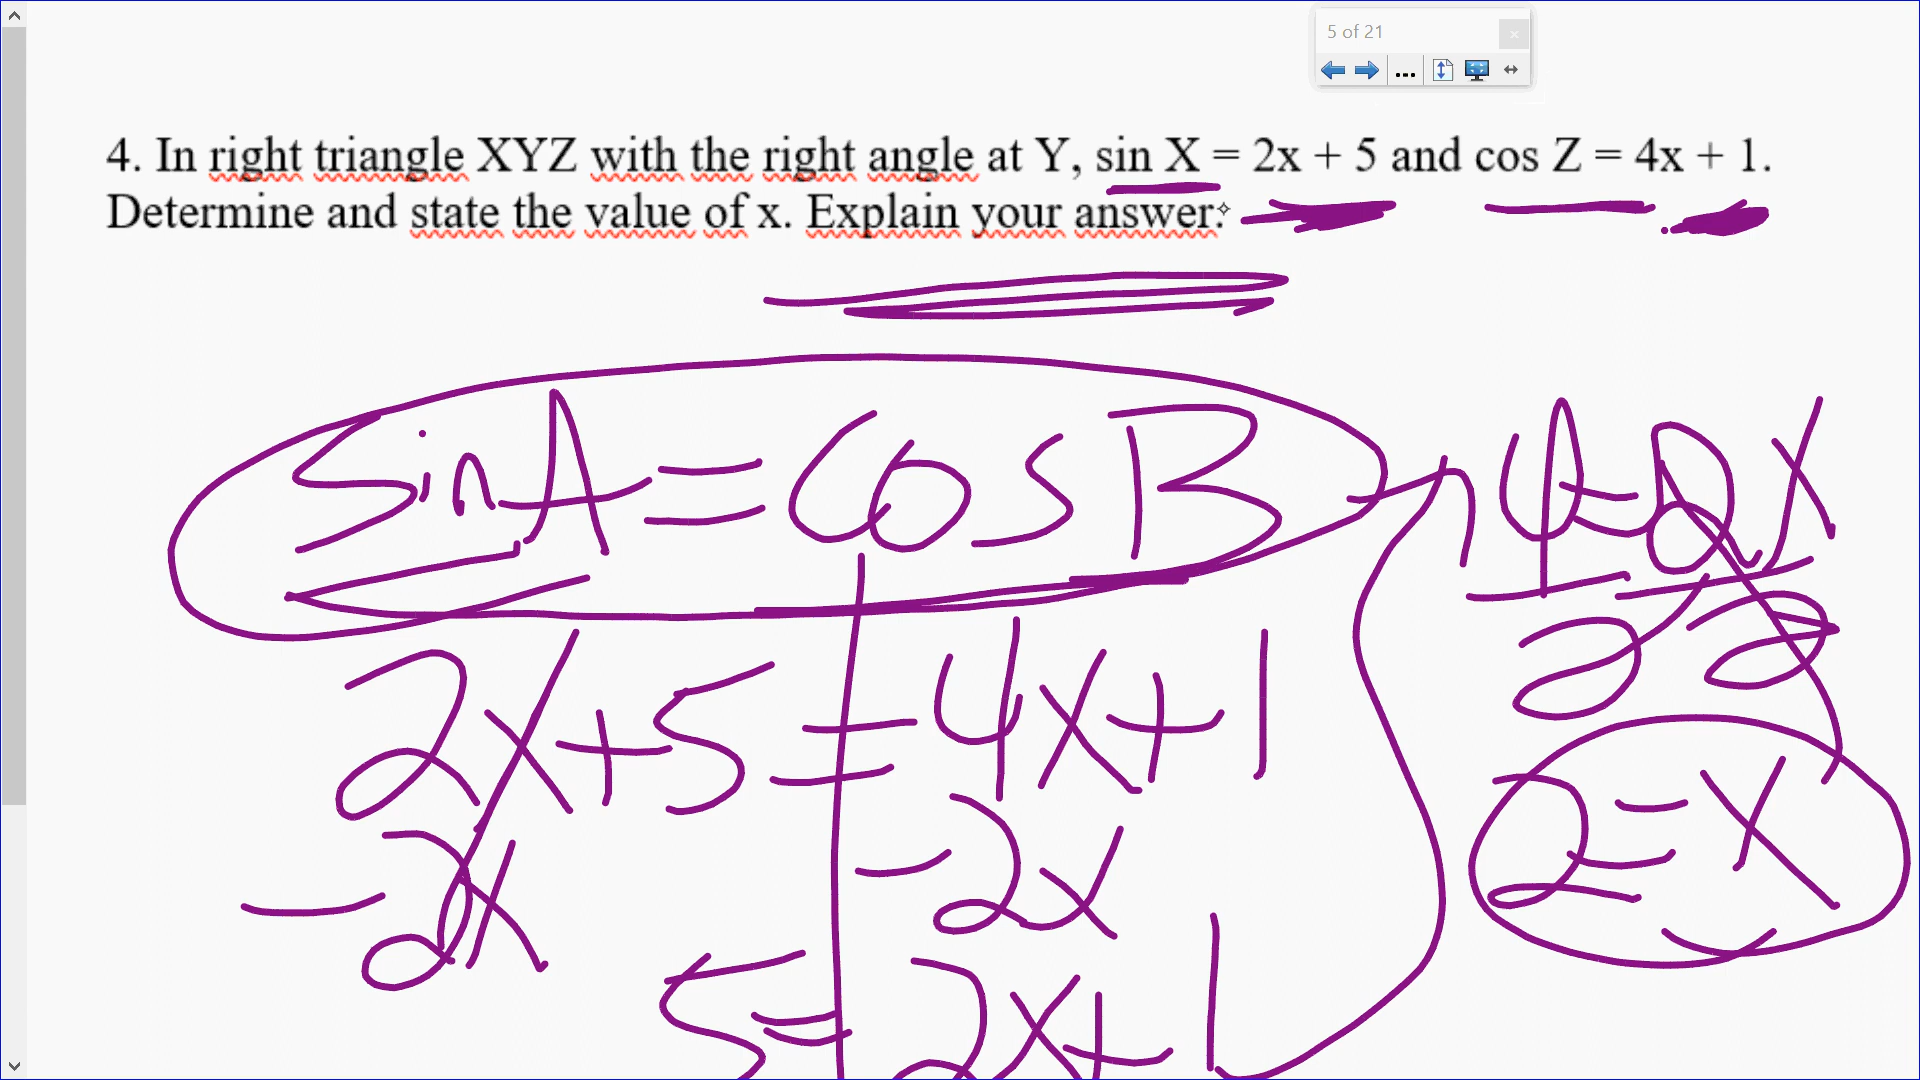 5 of 21
4. In right triangle XYZ with the right angle at Y, sin X = 2x + 5 and cos Z = 4x + 1.
Determine and state the value of x. Explain your answer.
Sin A = Cos B
2x + 5 = 4x + 1
- 2x - 2x
5 = 2x + 1
4 = 2x
2 2
2 = x